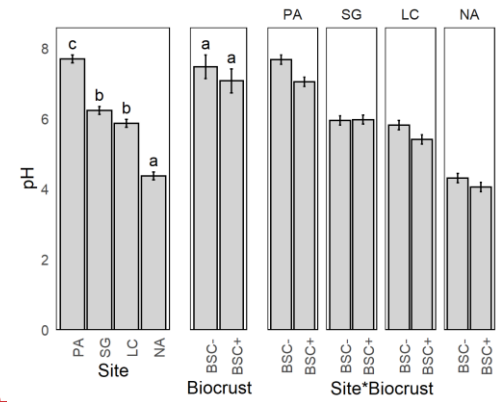 PA SG LC NA
8
6
4
2
0
pH
c
b
b
a
a
a
PA
SG
LC
NA
Site
BSC-
BSC+
Biocrust
BSC-
BSC+
BSC-
BSC+
BSC-
BSC+
BSC-
BSC+
Site*Biocrust